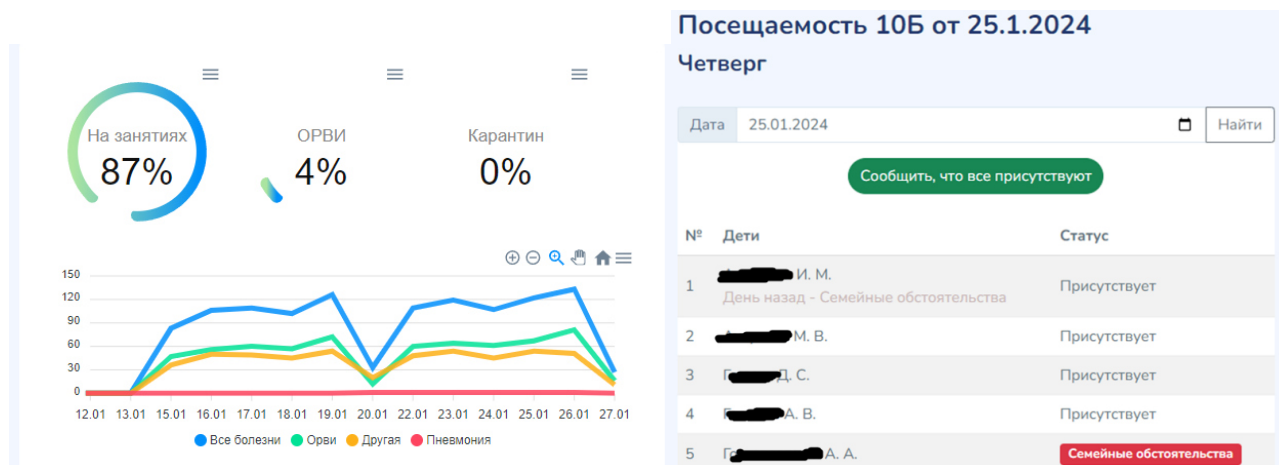 На занятиях
87%
ОРВИ
4%
Карантин
0%
150
120
90
60
30
0
12.01 13.01 15.01 16.01 17.01 18.01 19.01 20.01 22.01 23.01 24.01 25.01 26.01 27.01
Все болезни Орви Другая Пневмония
Посещаемость 10Б от 25.1.2024
Четверг
Дата 25.01.2024 Найти
Сообщить, что все присутствуют
№ Дети Статус
1 И. М. Присутствует
День назад - Семейные обстоятельства
2 М. В. Присутствует
3 Д. С. Присутствует
4 А. В. Присутствует
5 А. А. Семейные обстоятельства